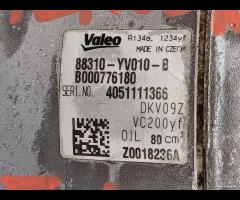 Valeo R134a, 1234yf
MADE IN CZECH
88310-YV010-B
B000776180
SERI.NO. 4051111366
DKV09Z
VC200yf
OIL 80 cm³
Z0018236A